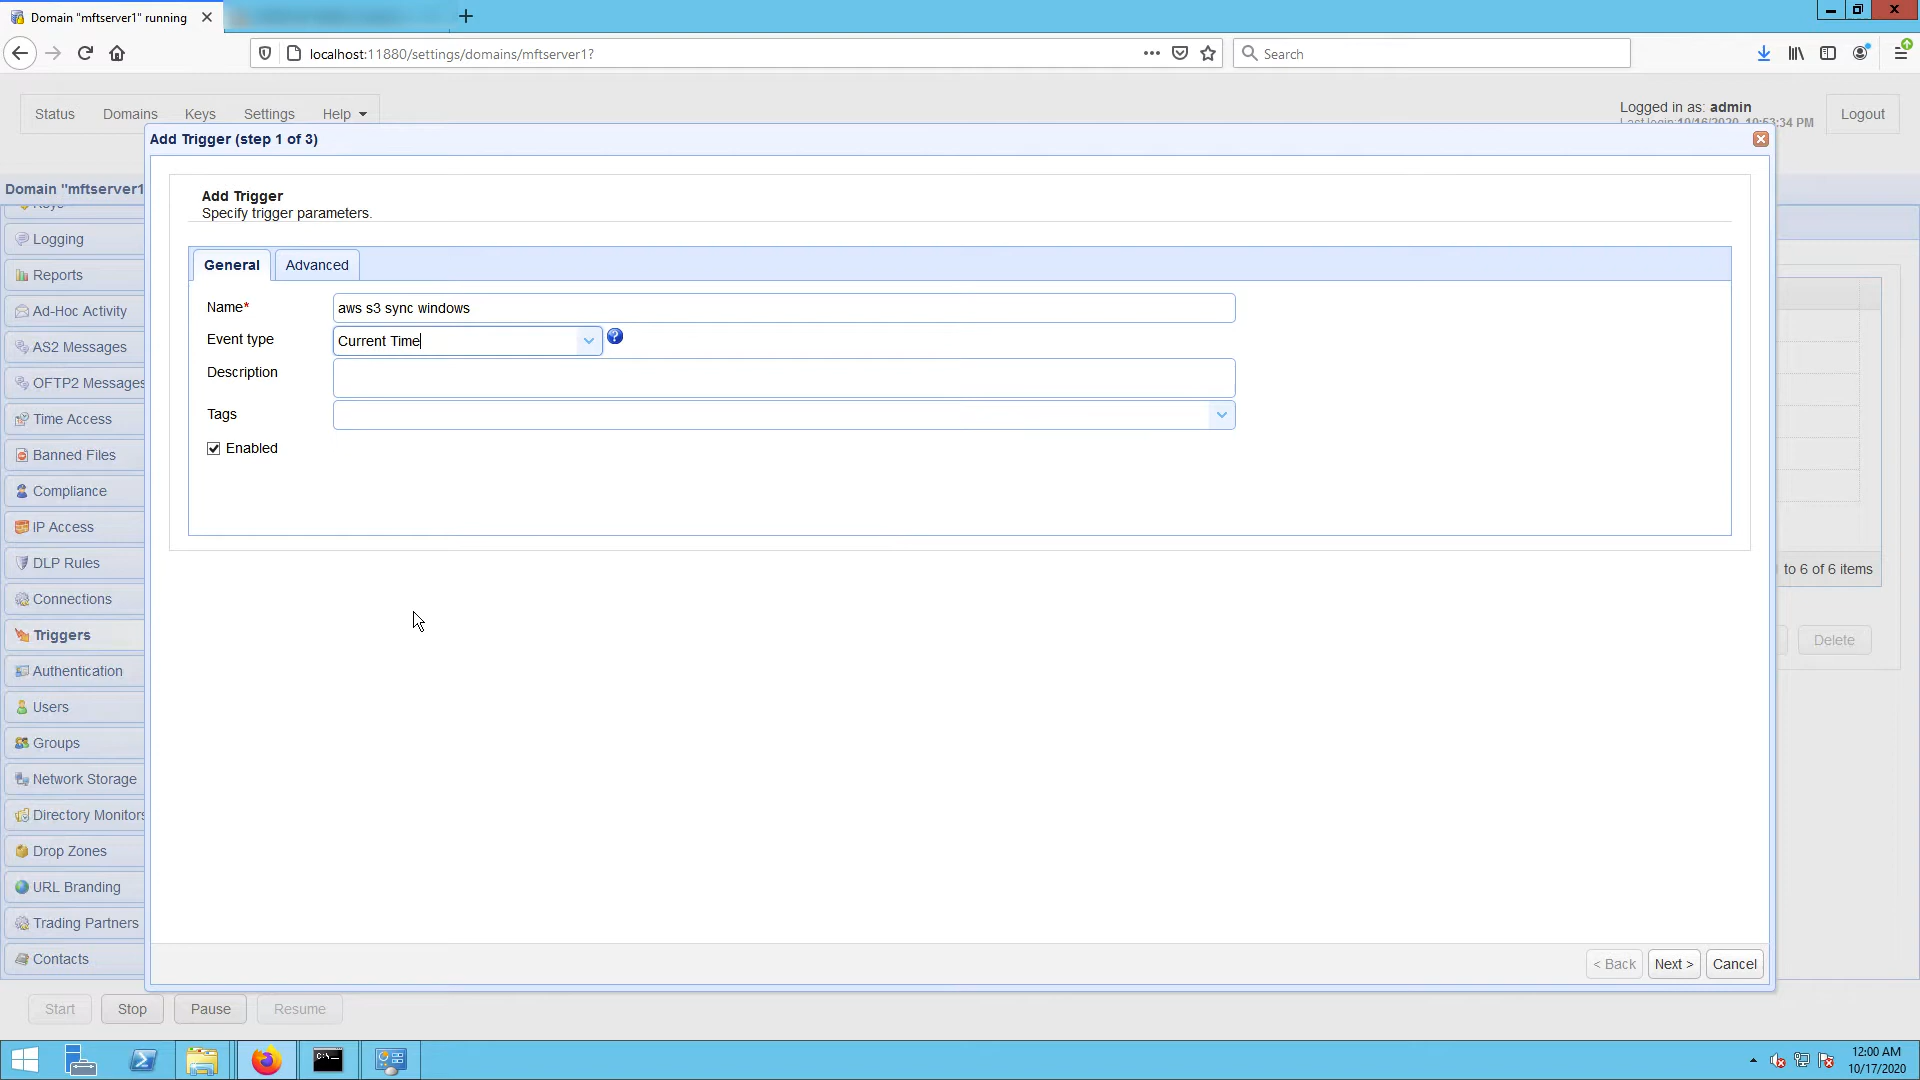 Domain "mftserver1" running
localhost:11880/settings/domains/mftserver1?
Search
Status
Domains
Keys
Settings
Help
Logged in as: admin
Last login:10/16/2020, 10:53:34 PM
Logout
Add Trigger (step 1 of 3)
Domain "mftserver1
Keys
Logging
Reports
Ad-Hoc Activity
AS2 Messages
OFTP2 Messages
Time Access
Banned Files
Compliance
IP Access
DLP Rules
Connections
Triggers
Authentication
Users
Groups
Network Storage
Directory Monitors
Drop Zones
URL Branding
Trading Partners
Contacts
Add Trigger
Specify trigger parameters.
General
Advanced
Name*
aws s3 sync windows
Event type
Current Time
?
Description
Tags
Enabled
to 6 of 6 items
Delete
< Back
Next >
Cancel
Start
Stop
Pause
Resume
12:00 AM
10/17/2020